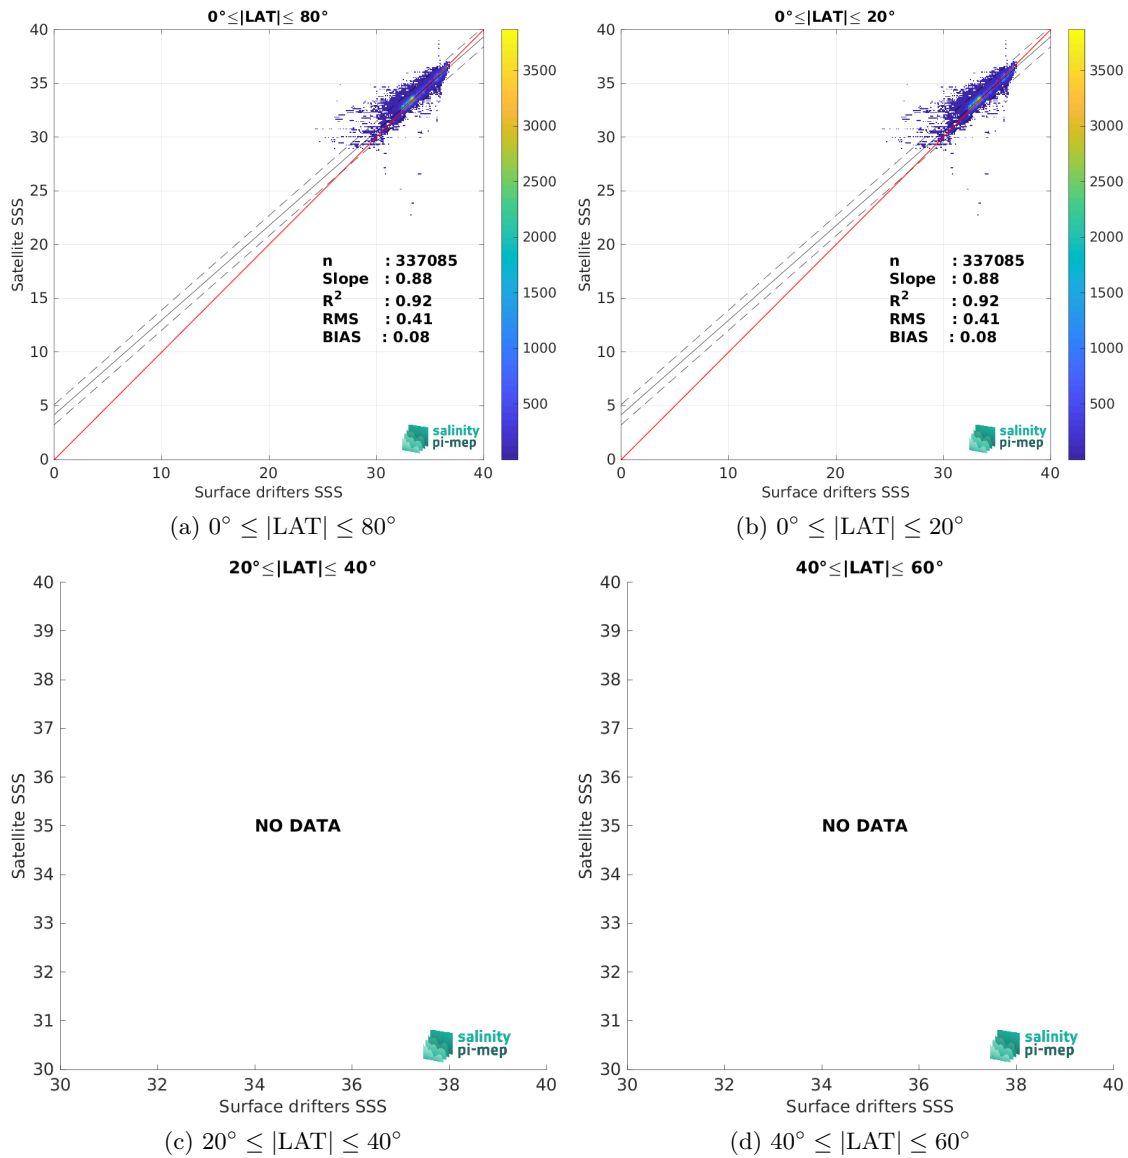 0°≤|LAT|≤ 80°
40
35
30
25
20
15
10
5
0
Satellite SSS
n : 337085
Slope : 0.88
R² : 0.92
RMS : 0.41
BIAS : 0.08
salinity
pi-mep
3500
3000
2500
2000
1500
1000
500
0 10 20 30 40
Surface drifters SSS
(a) 0° ≤ |LAT| ≤ 80°
0°≤|LAT|≤ 20°
40
35
30
25
20
15
10
5
0
Satellite SSS
n : 337085
Slope : 0.88
R² : 0.92
RMS : 0.41
BIAS : 0.08
salinity
pi-mep
3500
3000
2500
2000
1500
1000
500
0 10 20 30 40
Surface drifters SSS
(b) 0° ≤ |LAT| ≤ 20°
20°≤|LAT|≤ 40°
40
39
38
37
36
35
34
33
32
31
30
Satellite SSS
NO DATA
salinity
pi-mep
30 32 34 36 38 40
Surface drifters SSS
(c) 20° ≤ |LAT| ≤ 40°
40°≤|LAT|≤ 60°
40
39
38
37
36
35
34
33
32
31
30
Satellite SSS
NO DATA
salinity
pi-mep
30 32 34 36 38 40
Surface drifters SSS
(d) 40° ≤ |LAT| ≤ 60°